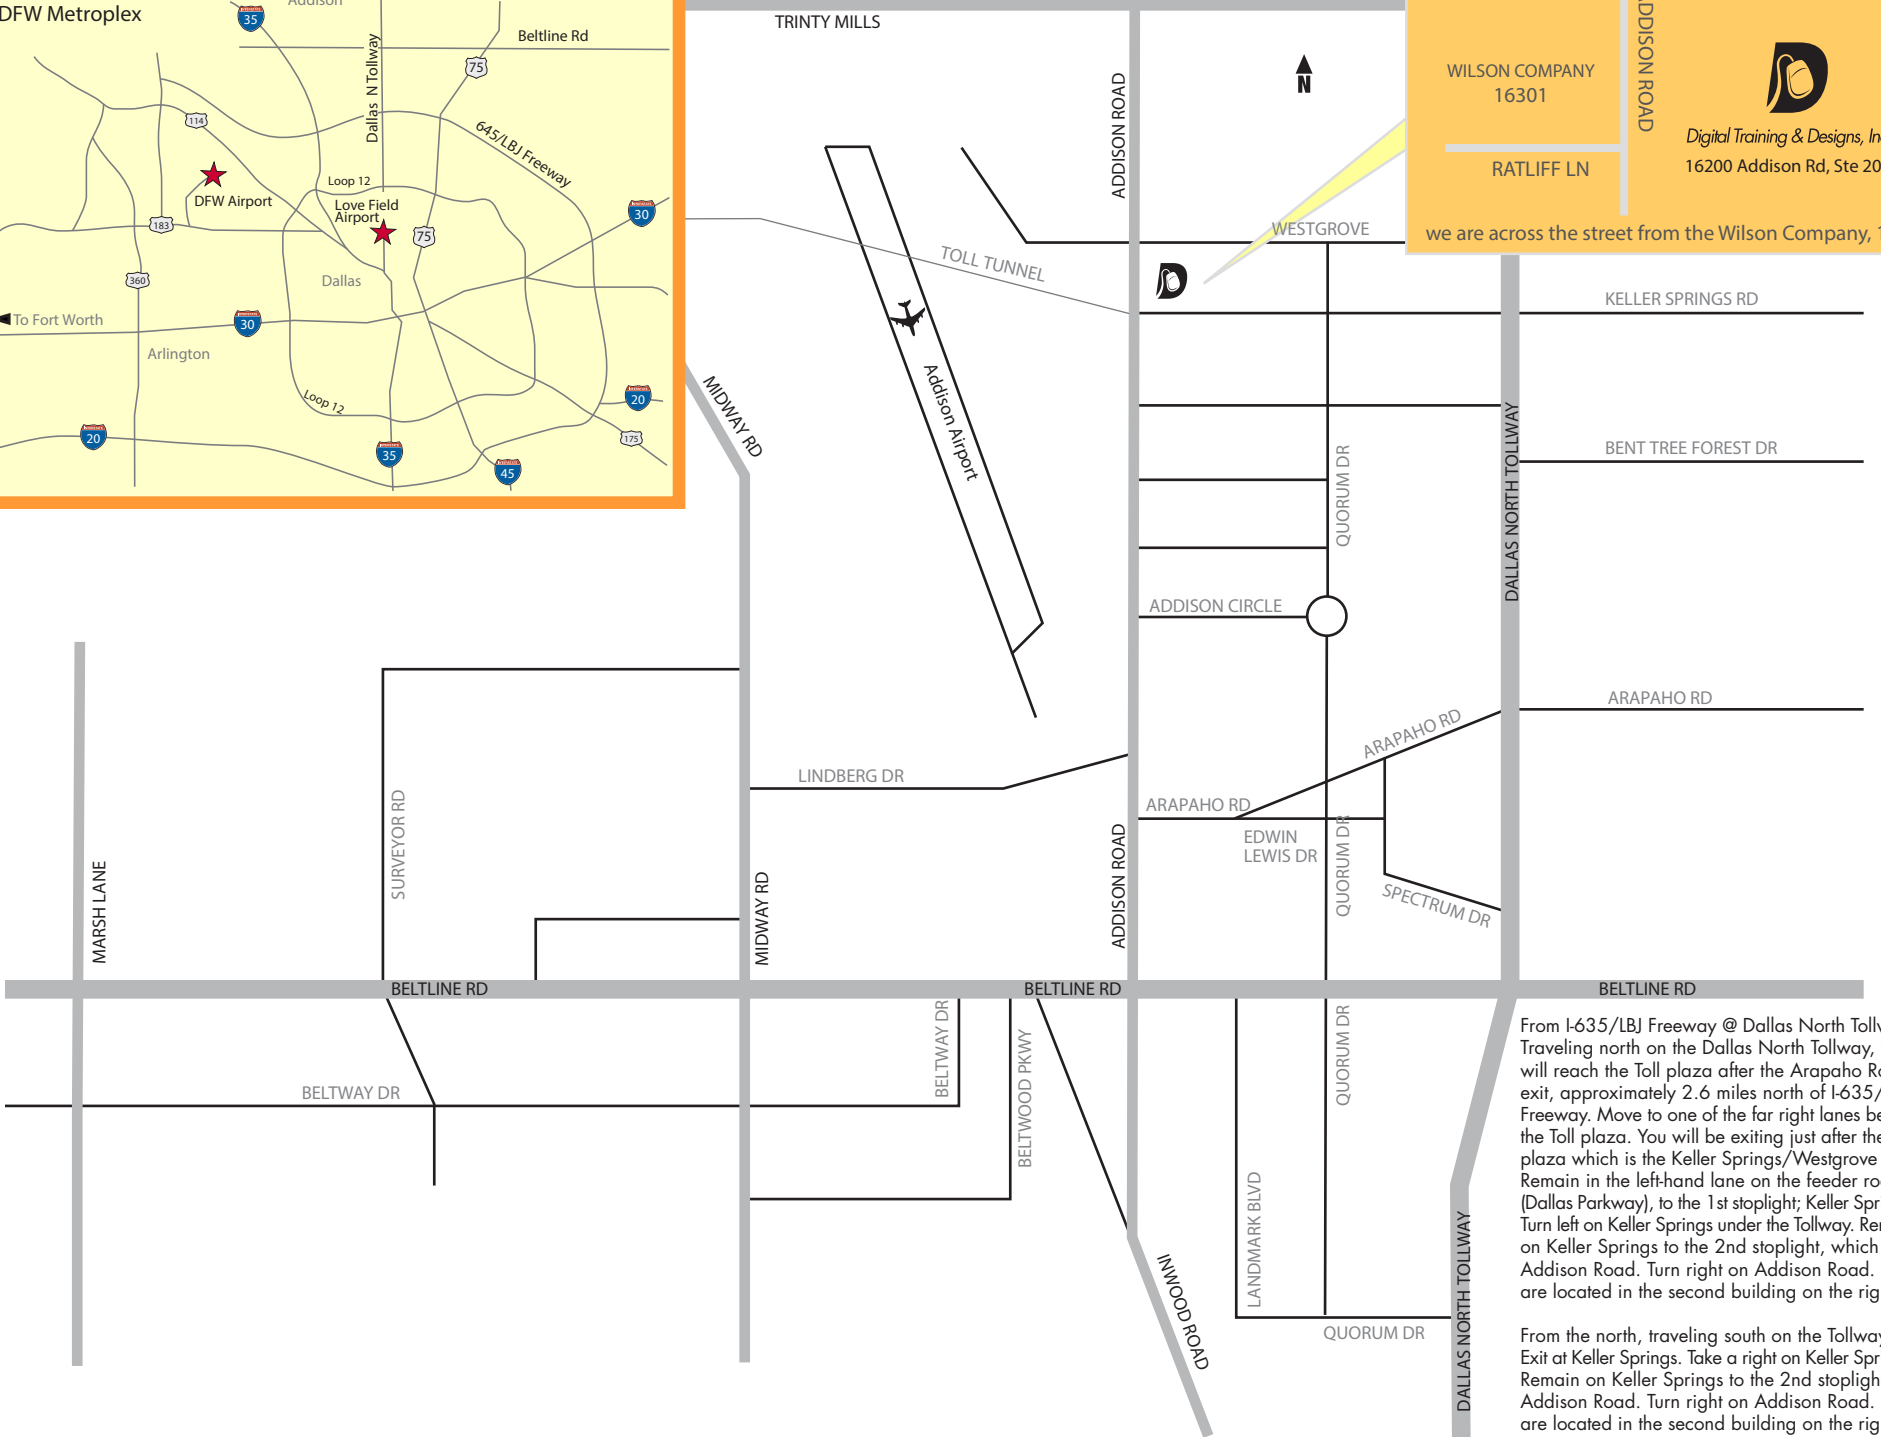 DFW Metroplex
Addison
35
Beltline Rd
Dallas N Tollway
75
114
645/LBJ Freeway
DFW Airport
Loop 12
Love Field
Airport
30
183
75
360
Dallas
To Fort Worth
30
Arlington
Loop 12
20
20
35
175
45
TRINTY MILLS
ADDISON ROAD
N
WILSON COMPANY
16301
ADDISON ROAD
RATLIFF LN
D
Digital Training & Designs,
16200 Addison Rd, Ste
we are across the street from the Wilson Company,
WESTGROVE
TOLL TUNNEL
D
KELLER SPRINGS RD
MIDWAY RD
Addison Airport
QUORUM DR
DALLAS NORTH TOLLWAY
BENT TREE FOREST DR
ADDISON CIRCLE
ARAPAHO RD
ARAPAHO RD
LINDBERG DR
ARAPAHO RD
EDWIN
LEWIS DR
QUORUM DR
SPECTRUM DR
SURVEYOR RD
MARSH LANE
MIDWAY RD
ADDISON ROAD
BELTLINE RD
BELTLINE RD
BELTLINE RD
BELTWAY DR
BELTWAY DR
BELTWOOD PKWY
QUORUM DR
LANDMARK BLVD
INWOOD ROAD
QUORUM DR
DALLAS NORTH TOLLWAY
From I-635/LBJ Freeway @ Dallas North
Traveling north on the Dallas North Tollway,
will reach the Toll plaza after the Arapaho
exit, approximately 2.6 miles north of I-635/
Freeway. Move to one of the far right lanes
the Toll plaza. You will be exiting just after the
plaza which is the Keller Springs/Westgrove
Remain in the left-hand lane on the feeder
(Dallas Parkway), to the 1st stoplight; Keller
Turn left on Keller Springs under the Tollway.
on Keller Springs to the 2nd stoplight, which
Addison Road. Turn right on Addison Road.
are located in the second building on the
From the north, traveling south on the Tollway
Exit at Keller Springs. Take a right on Keller
Remain on Keller Springs to the 2nd
Addison Road. Turn right on Addison Road.
are located in the second building on the